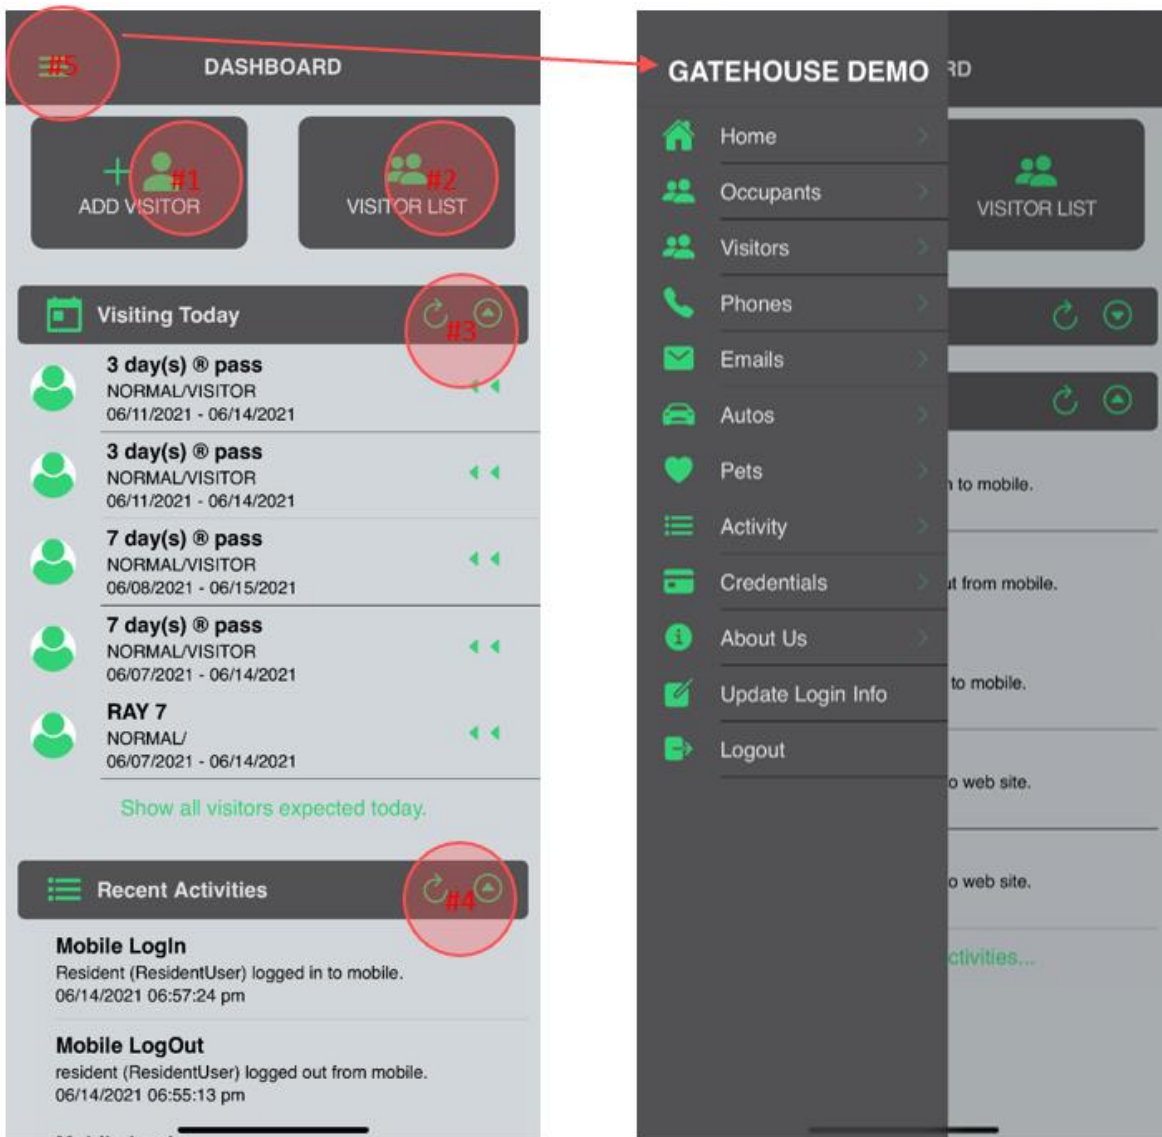 #5
DASHBOARD
#1
ADD VISITOR
#2
VISITOR LIST
Visiting Today
#3
3 day(s) ® pass
NORMAL/VISITOR
06/11/2021 - 06/14/2021
3 day(s) ® pass
NORMAL/VISITOR
06/11/2021 - 06/14/2021
7 day(s) ® pass
NORMAL/VISITOR
06/08/2021 - 06/15/2021
7 day(s) ® pass
NORMAL/VISITOR
06/07/2021 - 06/14/2021
RAY 7
NORMAL/
06/07/2021 - 06/14/2021
Show all visitors expected today.
Recent Activities
#4
Mobile LogIn
Resident (ResidentUser) logged in to mobile.
06/14/2021 06:57:24 pm
Mobile LogOut
resident (ResidentUser) logged out from mobile.
06/14/2021 06:55:13 pm
GATEHOUSE DEMO
RD
Home
Occupants
Visitors
Phones
Emails
Autos
Pets
Activity
Credentials
About Us
Update Login Info
Logout
VISITOR LIST
to mobile.
from mobile.
to mobile.
web site.
web site.
ctivities...